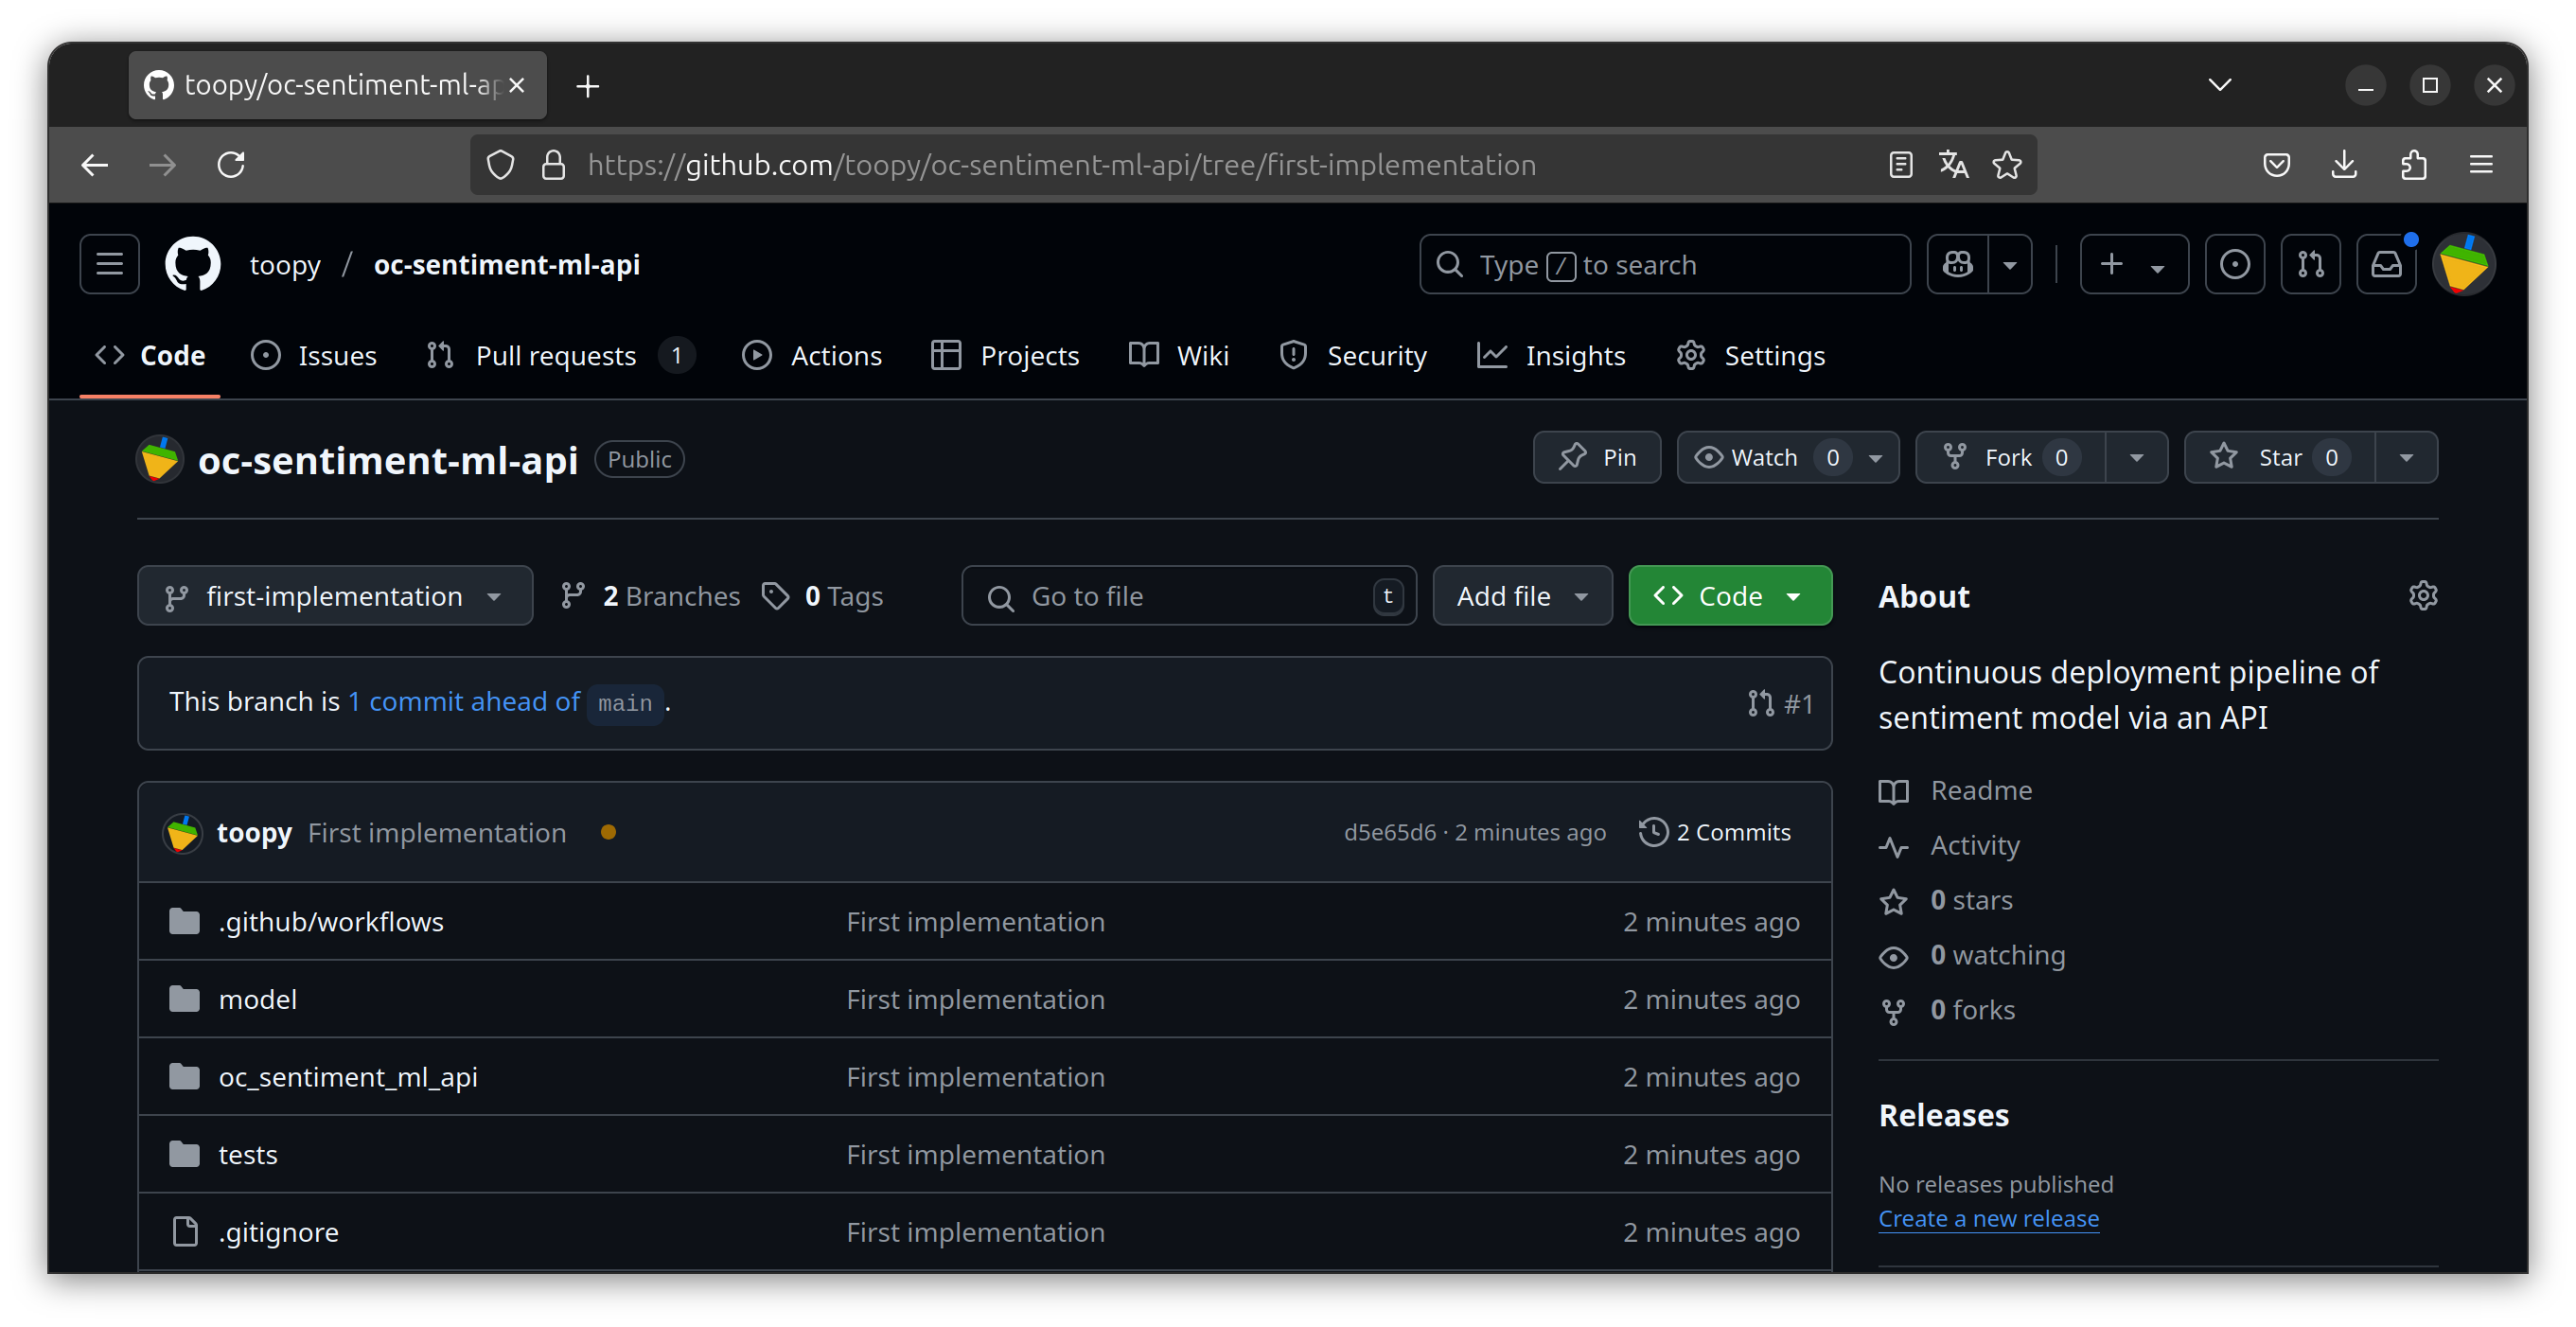 toopy/oc-sentiment-ml-ap
https://github.com/toopy/oc-sentiment-ml-api/tree/first-implementation
toopy / oc-sentiment-ml-api
Type / to search
Code
Issues
Pull requests 1
Actions
Projects
Wiki
Security
Insights
Settings
oc-sentiment-ml-api Public
Pin
Watch 0
Fork 0
Star 0
first-implementation
2 Branches
0 Tags
Go to file t
Add file
Code
This branch is 1 commit ahead of main.
#1
toopy First implementation
d5e65d6 · 2 minutes ago
2 Commits
.github/workflows First implementation 2 minutes ago
model First implementation 2 minutes ago
oc_sentiment_ml_api First implementation 2 minutes ago
tests First implementation 2 minutes ago
.gitignore First implementation 2 minutes ago
About
Continuous deployment pipeline of
sentiment model via an API
Readme
Activity
0 stars
0 watching
0 forks
Releases
No releases published
Create a new release